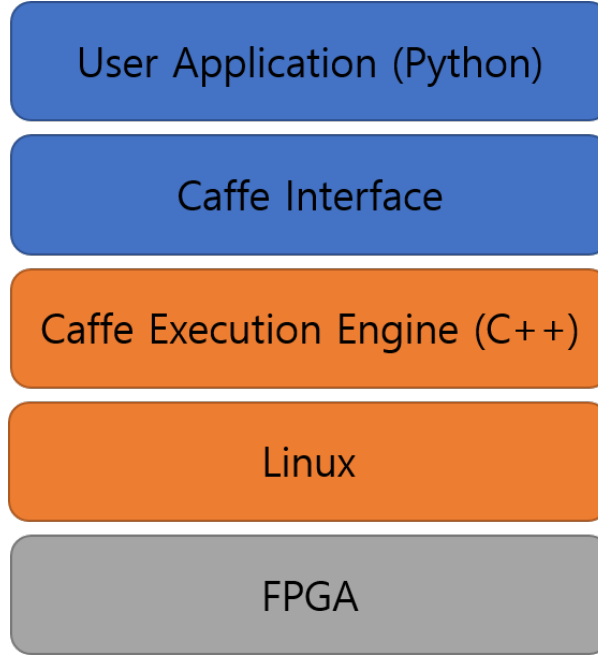 User Application (Python)
Caffe Interface
Caffe Execution Engine (C++)
Linux
FPGA